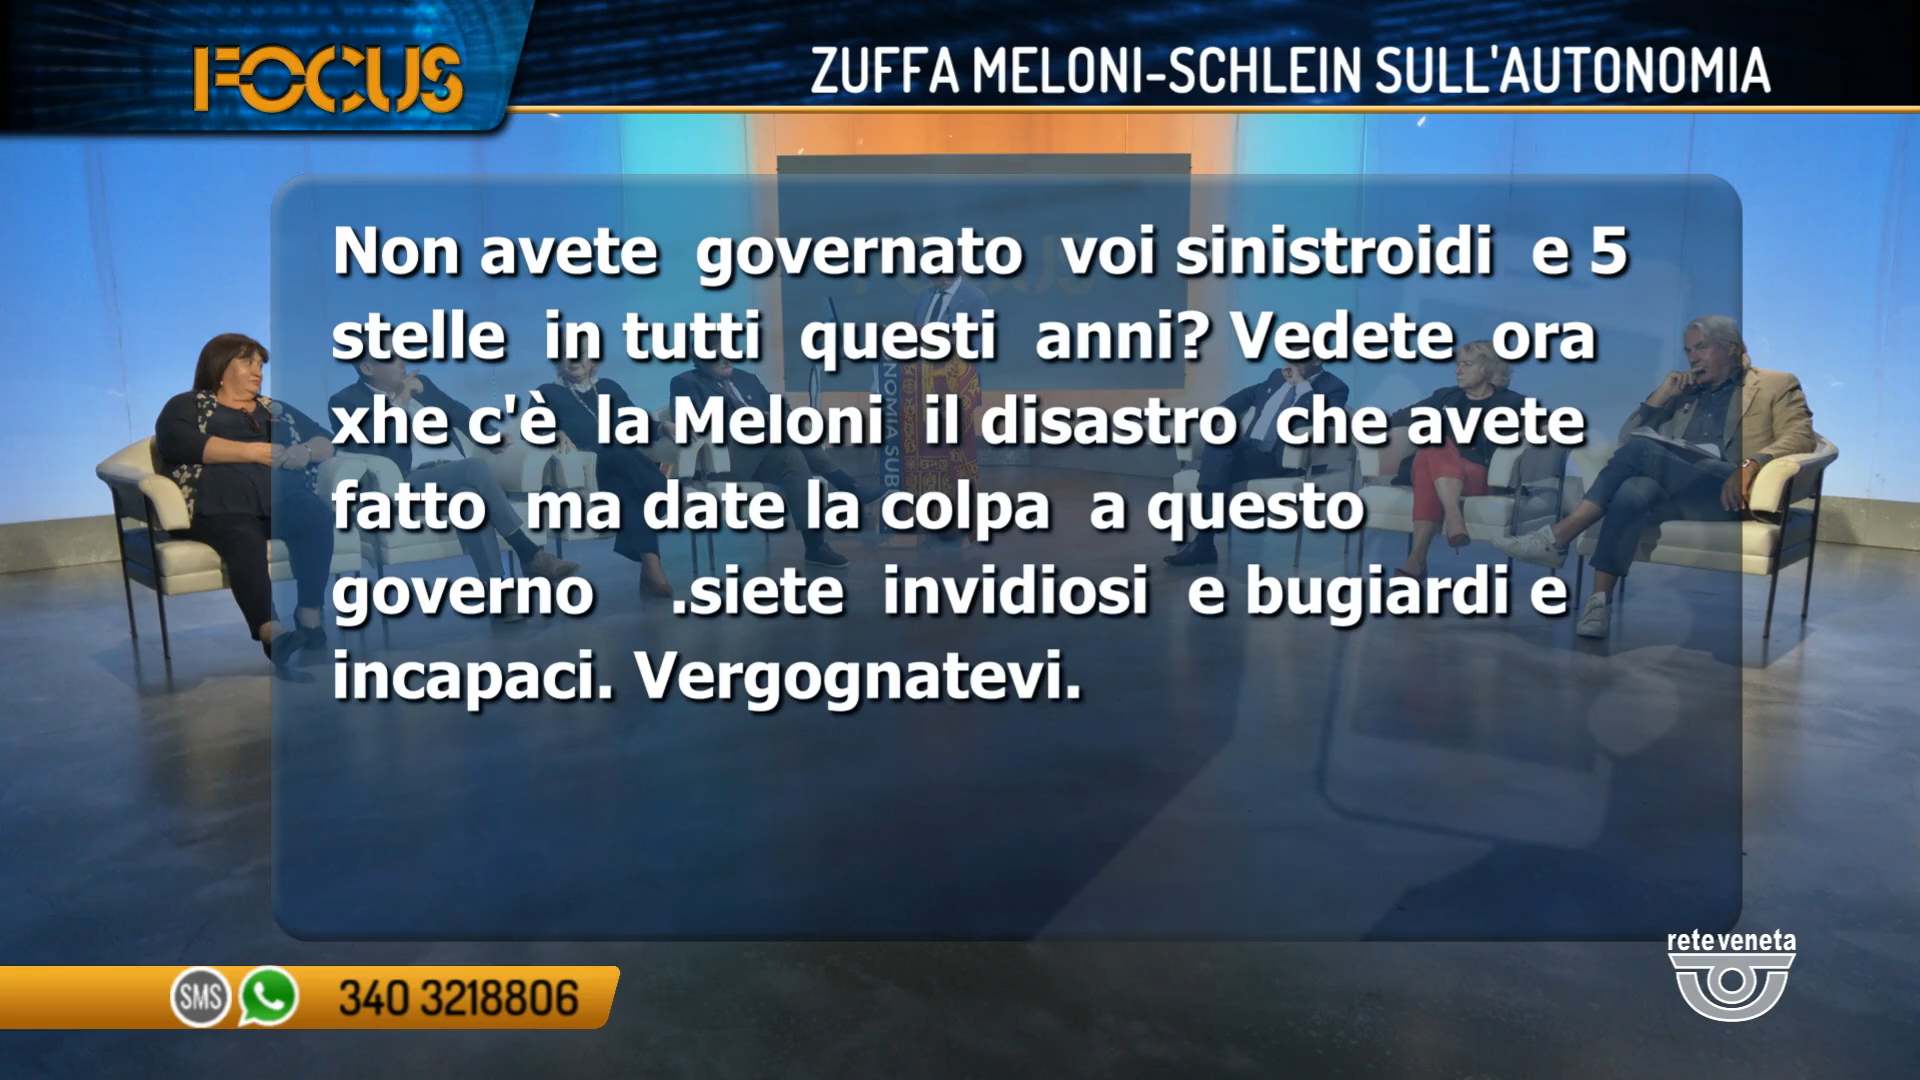 FOCUS
ZUFFA MELONI-SCHLEIN SULL'AUTONOMIA
Non avete governato voi sinistroidi e 5
stelle in tutti questi anni? Vedete ora
xhe c'è la Meloni il disastro che avete
fatto ma date la colpa a questo
governo .siete invidiosi e bugiardi e
incapaci. Vergognatevi.
SMS 340 3218806
reteveneta